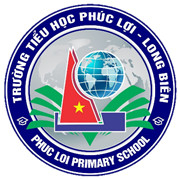 TRƯỜNG TIỂU HỌC PHÚC LỢI - LONG BIÊN
PHUC LOI PRIMARY SCHOOL